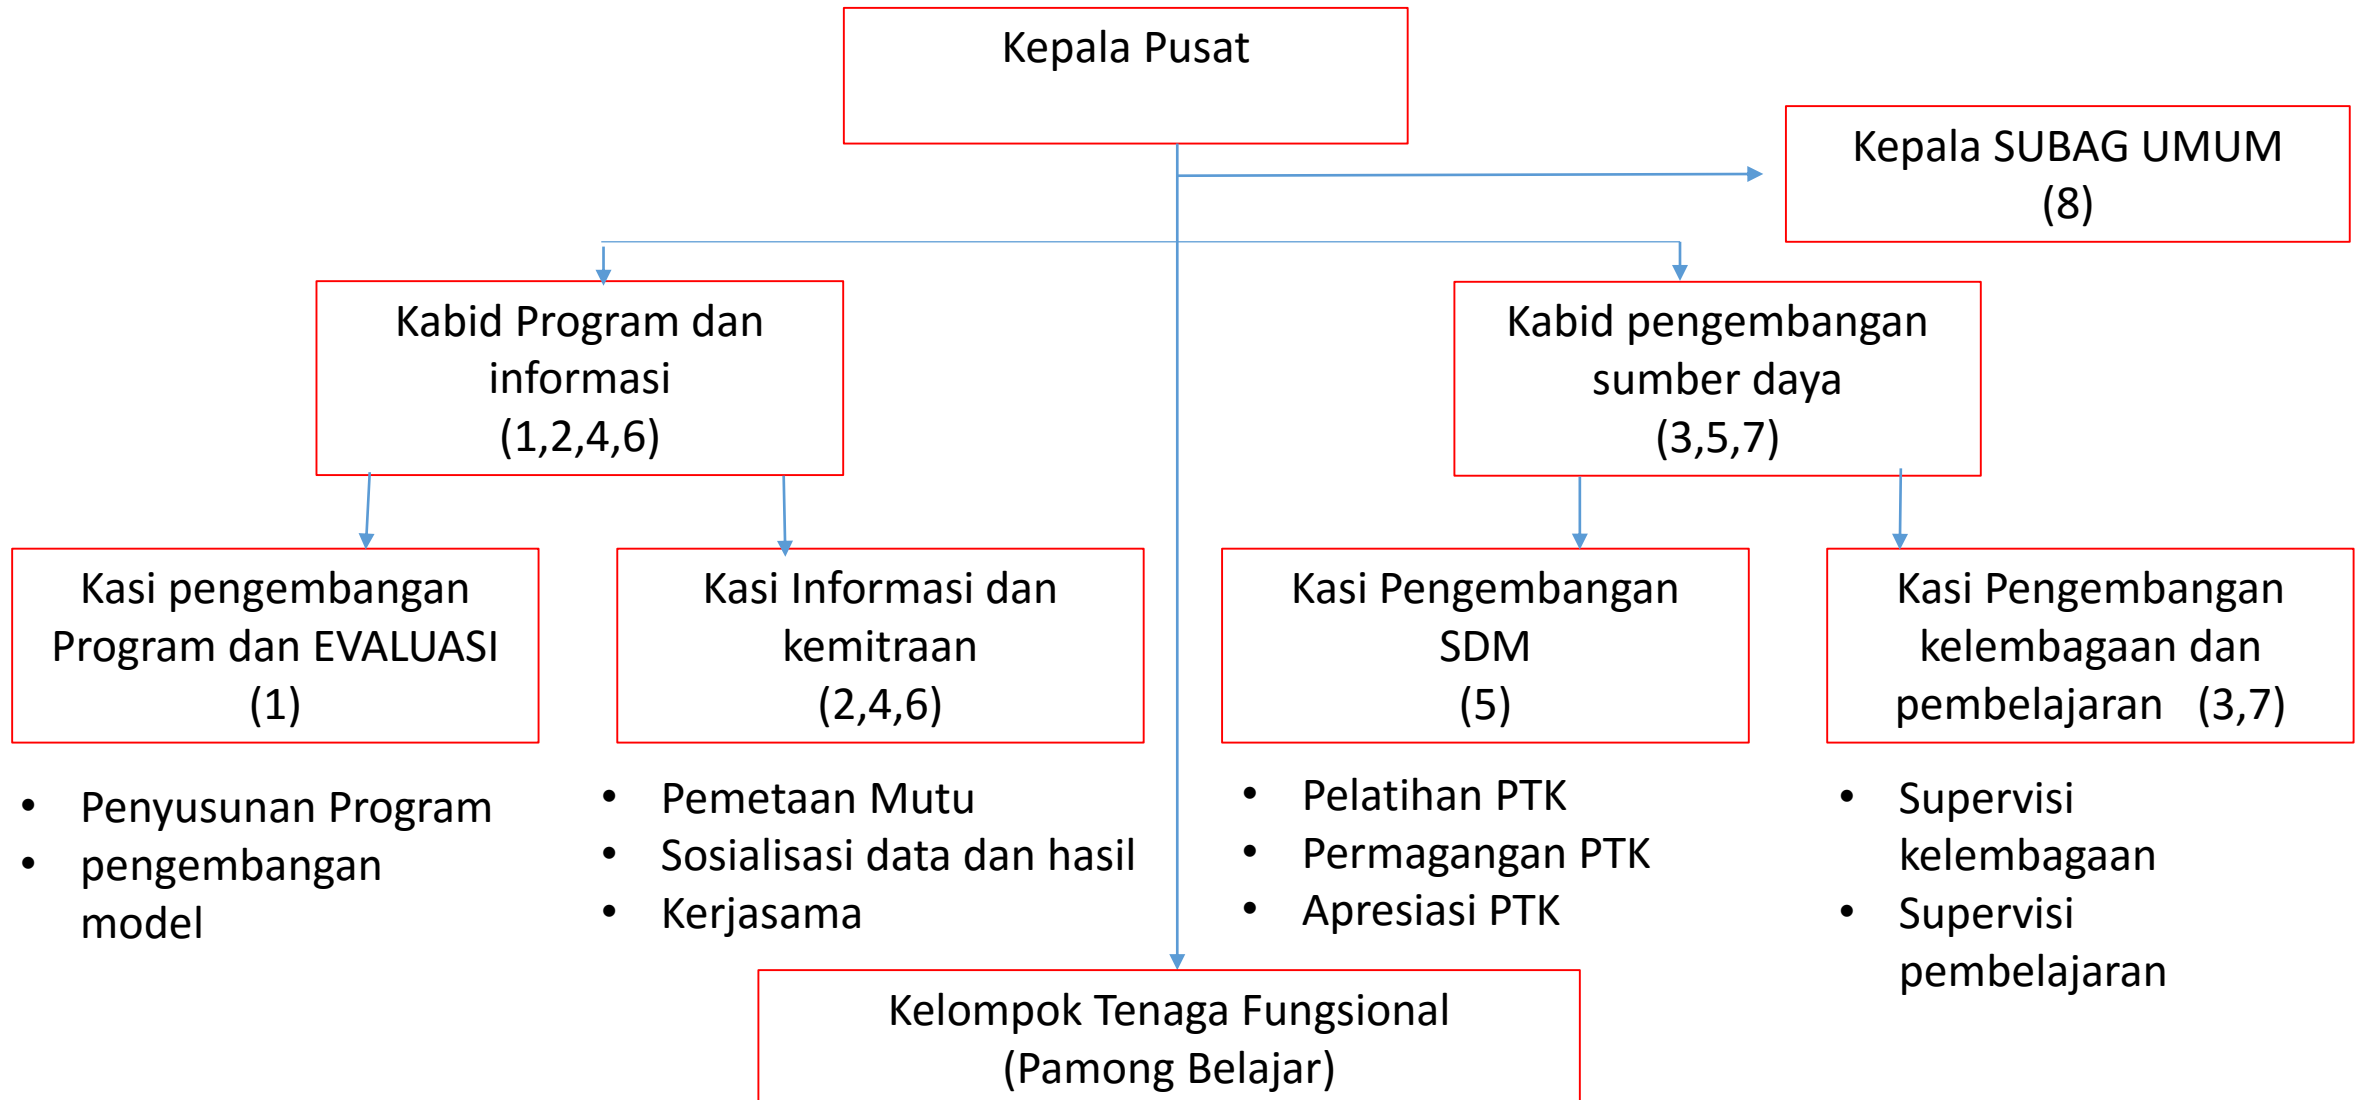 Kepala Pusat
Kepala SUBAG UMUM
(8)
Kabid Program dan
informasi
(1,2,4,6)
Kabid pengembangan
sumber daya
(3,5,7)
Kasi pengembangan
Program dan EVALUASI
(1)
Kasi Informasi dan
kemitraan
(2,4,6)
Kasi Pengembangan
SDM
(5)
Kasi Pengembangan
kelembagaan dan
pembelajaran (3,7)
• Penyusunan Program
• pengembangan
model
• Pemetaan Mutu
• Sosialisasi data dan hasil
• Kerjasama
• Pelatihan PTK
• Permagangan PTK
• Apresiasi PTK
• Supervisi
kelembagaan
• Supervisi
pembelajaran
Kelompok Tenaga Fungsional
(Pamong Belajar)